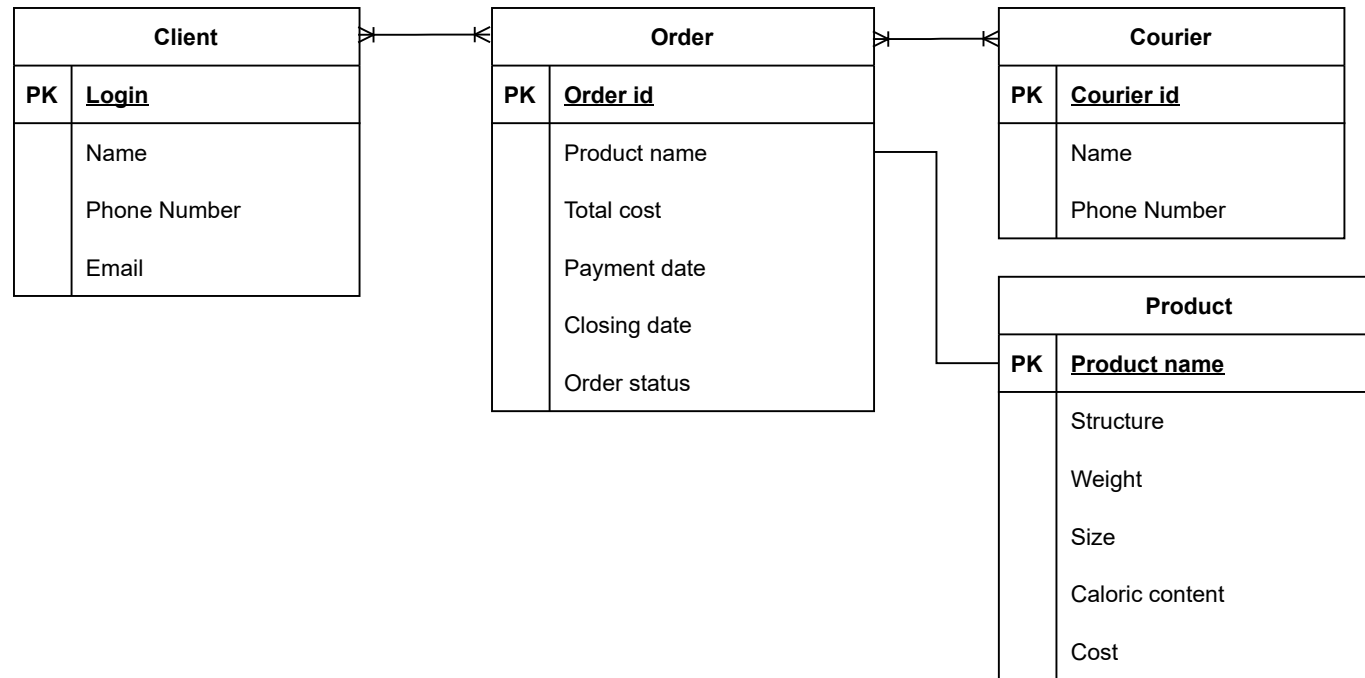 Client
PK Login
Name
Phone Number
Email
Order
PK Order id
Product name
Total cost
Payment date
Closing date
Order status
Courier
PK Courier id
Name
Phone Number
Product
PK Product name
Structure
Weight
Size
Caloric content
Cost